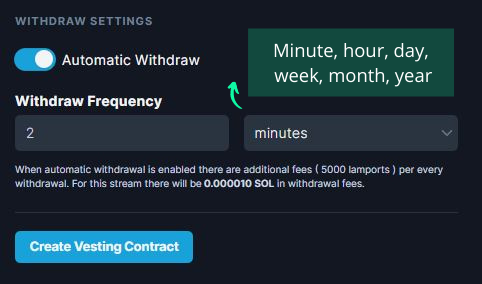 WITHDRAW SETTINGS
Automatic Withdraw
Minute, hour, day,
week, month, year
Withdraw Frequency
2
minutes
When automatic withdrawal is enabled there are additional fees ( 5000 lamports ) per every
withdrawal. For this stream there will be 0.000010 SOL in withdrawal fees.
Create Vesting Contract